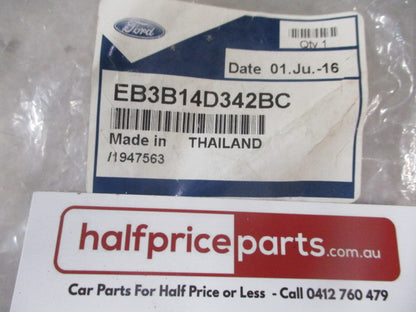 Ford
Qty 1
Date 01.Ju.-16
EB3B14D342BC
Made in THAILAND
/1947563
halfpriceparts.com.au
Car Parts For Half Price or Less - Call 0412 760 479